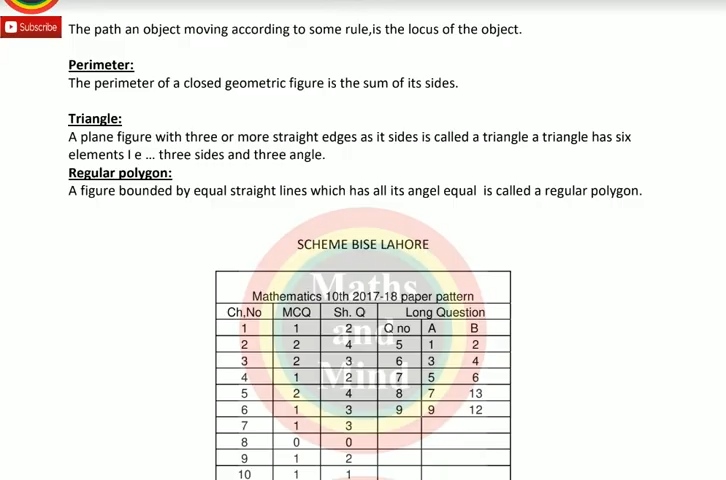 Subscribe
The path an object moving according to some rule,is the locus of the object.
Perimeter:
The perimeter of a closed geometric figure is the sum of its sides.
Triangle:
A plane figure with three or more straight edges as it sides is called a triangle a triangle has six
elements I e ... three sides and three angle.
Regular polygon:
A figure bounded by equal straight lines which has all its angel equal  is called a regular polygon.
SCHEME BISE LAHORE
Maths
and
Mind
Mathematics 10th 2017-18 paper pattern
Ch,No MCQ Sh. Q Long Question
1 1 2 Q no A B
2 2 4 5 1 2
3 2 3 6 3 4
4 1 2 7 5 6
5 2 4 8 7 13
6 1 3 9 9 12
7 1 3
8 0 0
9 1 2
10 1 1